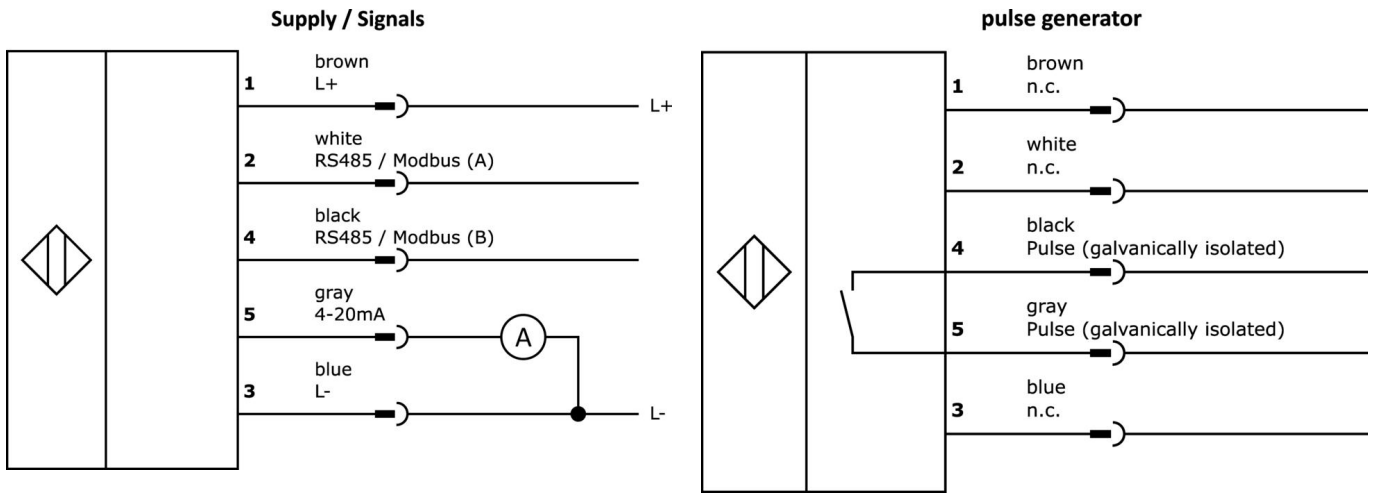 Supply / Signals
brown
1 L+
L+
white
2 RS485 / Modbus (A)
black
4 RS485 / Modbus (B)
gray
5 4-20mA
A
blue
3 L-
L-
pulse generator
brown
1 n.c.
white
2 n.c.
black
4 Pulse (galvanically isolated)
gray
5 Pulse (galvanically isolated)
blue
3 n.c.